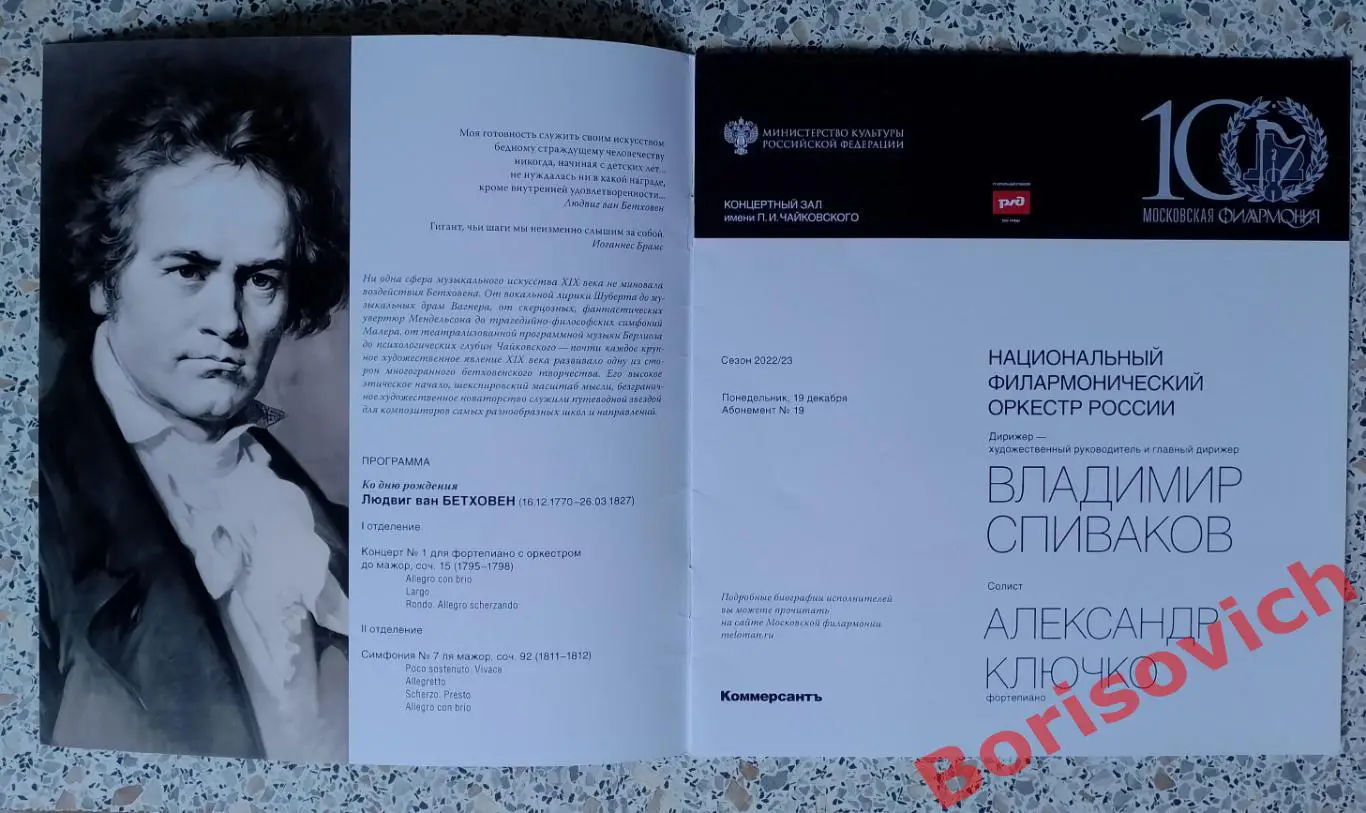 Моя готовность служить своим искусством
бедному страждущему человечеству
никогда, начиная с детских лет...
не нуждалась ни в какой награде,
кроме внутренней удовлетворенности...
Людвиг ван Бетховен
Гигант, чьи шаги мы неизменно слышим за собой
Иоганнес Брамс
Ни одна сфера музыкального искусства XIX века не миновала
воздействия Бетховена. От вокальной лирики Шуберта до му-
зыкальных драм Вагнера, от скерцозных, фантастических
увертюр Мендельсона до трагедийно-философских симфоний
Малера, от театрализованной программной музыки Берлиоза
до психологических глубин Чайковского — почти каждое круп-
ное художественное явление XIX века развивало одну из сто-
рон многогранного бетховенского творчества. Его высокое
этическое начало, шекспировский масштаб мысли, безгранич-
ное художественное новаторство служили путеводной звездой
для композиторов самых разнообразных школ и направлений.
ПРОГРАММА
Ко дню рождения
Людвиг ван БЕТХОВЕН (16.12.1770–26.03.1827)
I отделение
Концерт № 1 для фортепиано с оркестром
до мажор, соч. 15 (1795–1798)
Allegro con brio
Largo
Rondo. Allegro scherzando
II отделение
Симфония № 7 ля мажор, соч. 92 (1811–1812)
Poco sostenuto. Vivace
Allegretto
Scherzo. Presto
Allegro con brio
МИНИСТЕРСТВО КУЛЬТУРЫ
РОССИЙСКОЙ ФЕДЕРАЦИИ
КОНЦЕРТНЫЙ ЗАЛ
имени П.И.ЧАЙКОВСКОГО
ржд
100
МОСКОВСКАЯ ФИЛАРМОНИЯ
Сезон 2022/23
Понедельник, 19 декабря
Абонемент № 19
НАЦИОНАЛЬНЫЙ
ФИЛАРМОНИЧЕСКИЙ
ОРКЕСТР РОССИИ
Дирижер —
художественный руководитель и главный дирижер
ВЛАДИМИР
СПИВАКОВ
Солист
АЛЕКСАНДР
КЛЮЧКО
фортепиано
Подробные биографии исполнителей
вы можете прочитать
на сайте Московской филармонии
meloman.ru
Коммерсантъ
Borisovich